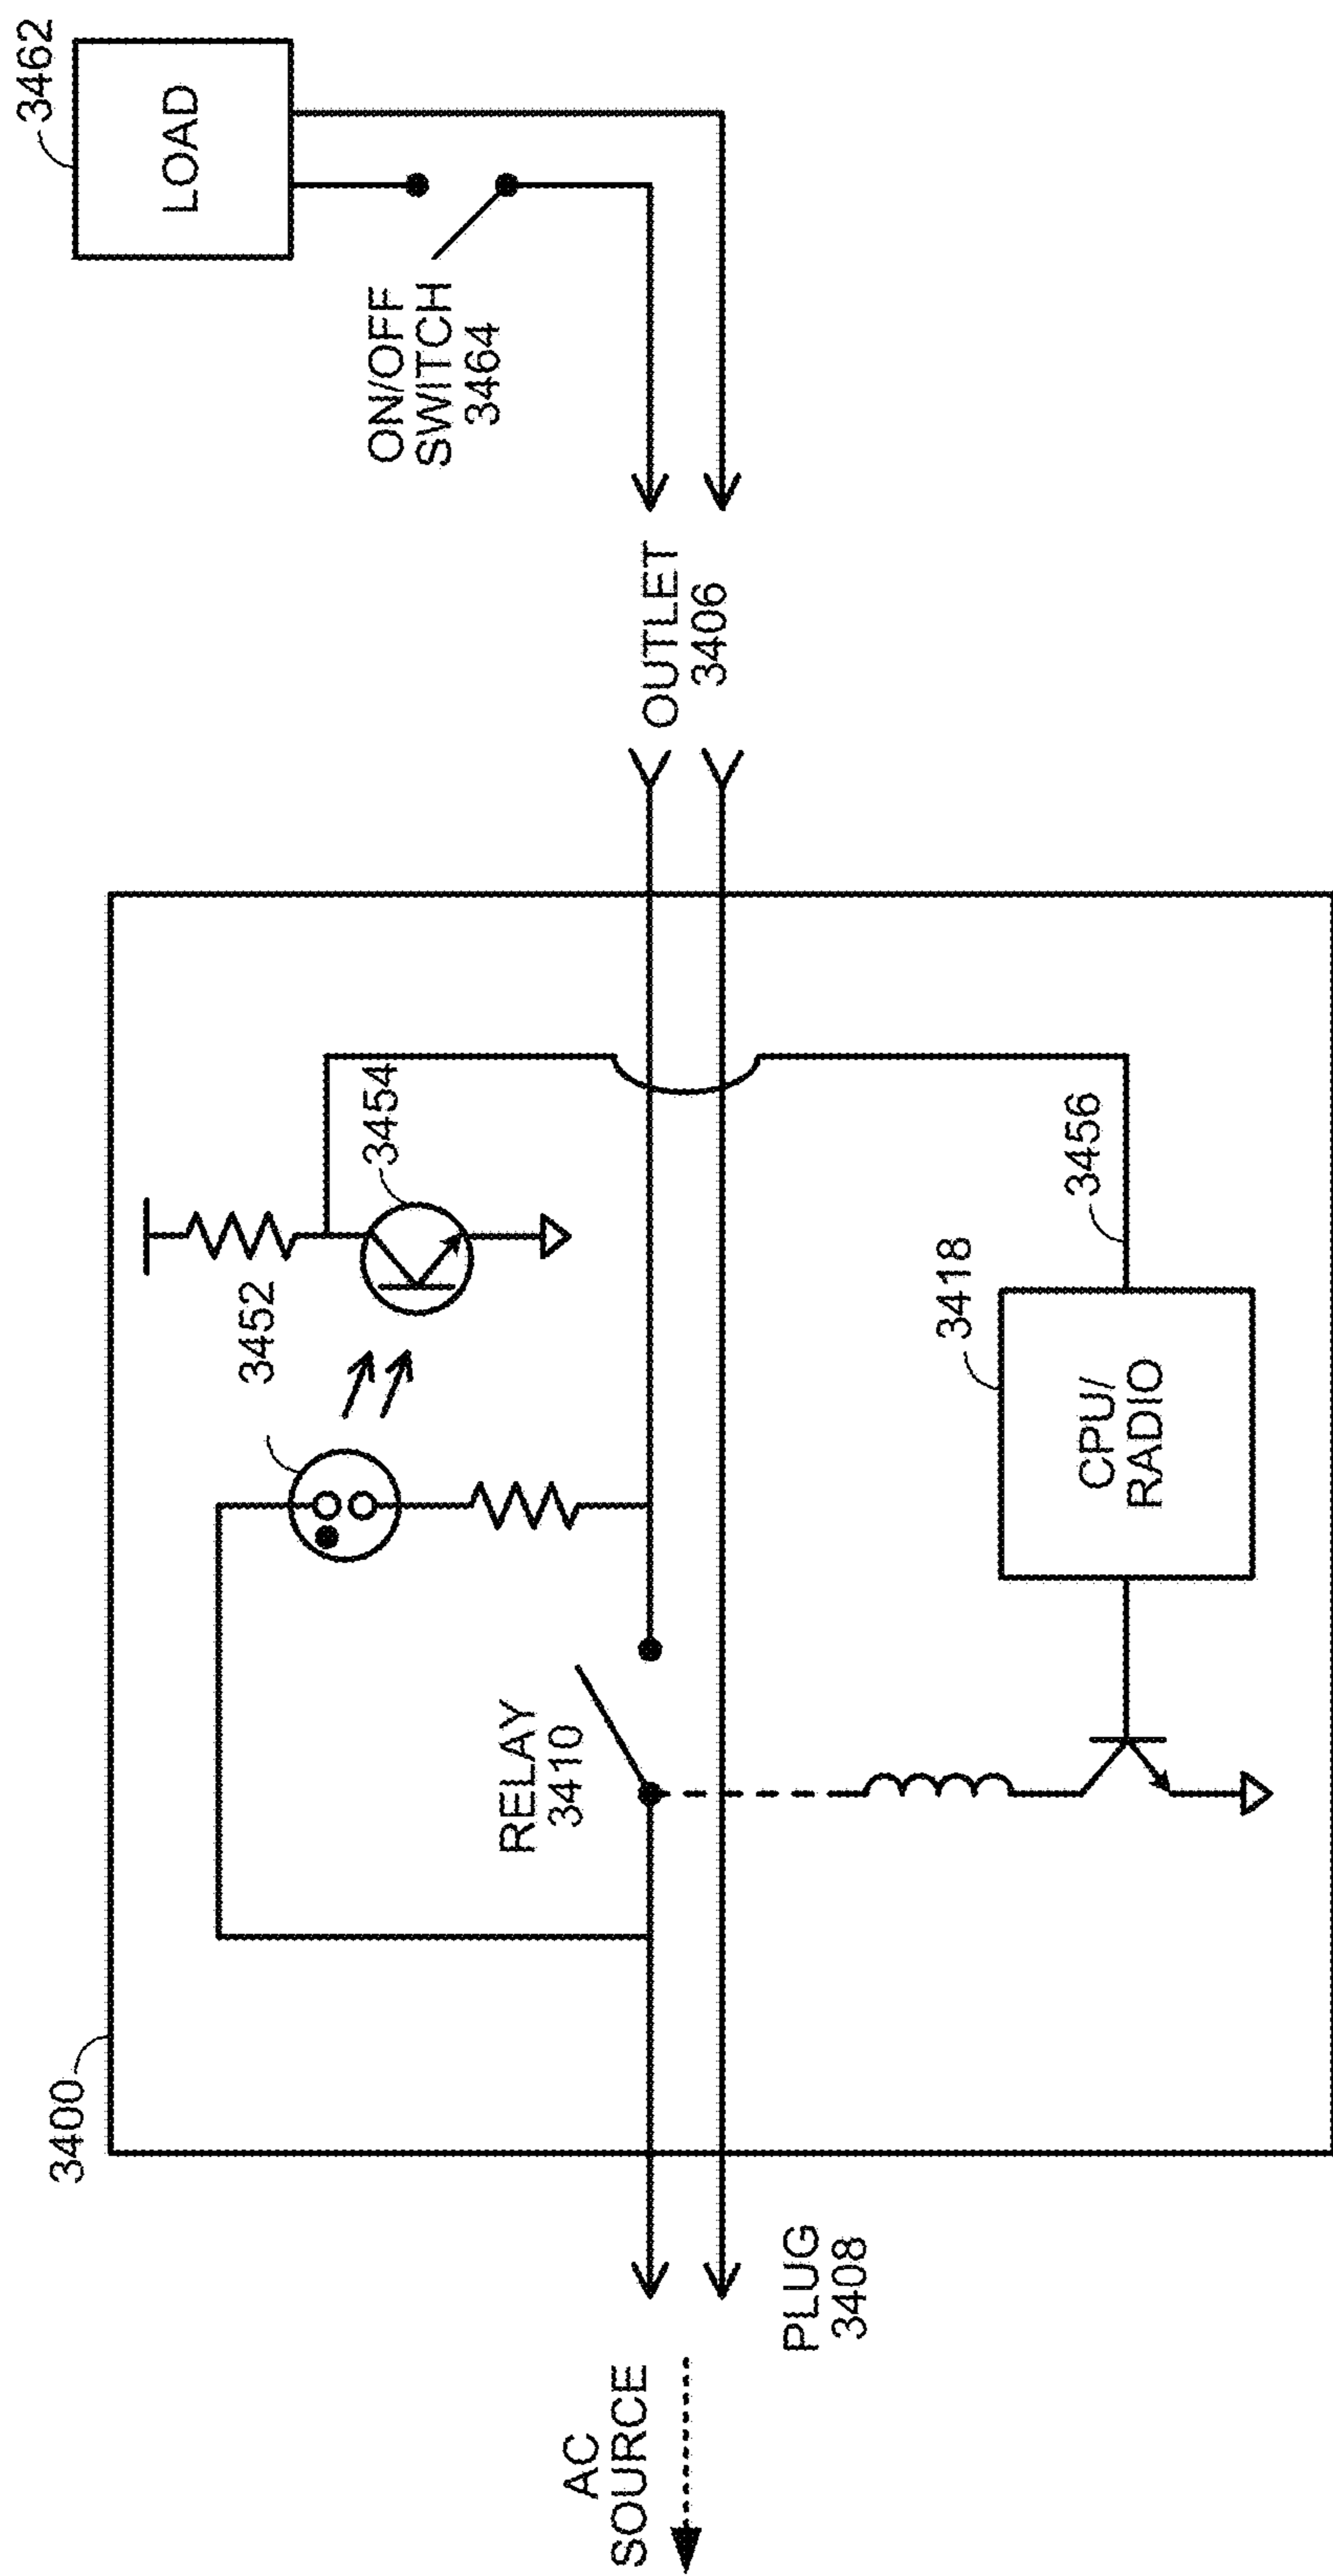 3400
3452
3454
RELAY
3410
3418
CPU/
RADIO
3456
AC
SOURCE
PLUG
3408
OUTLET
3406
ON/OFF
SWITCH
3464
LOAD
3462